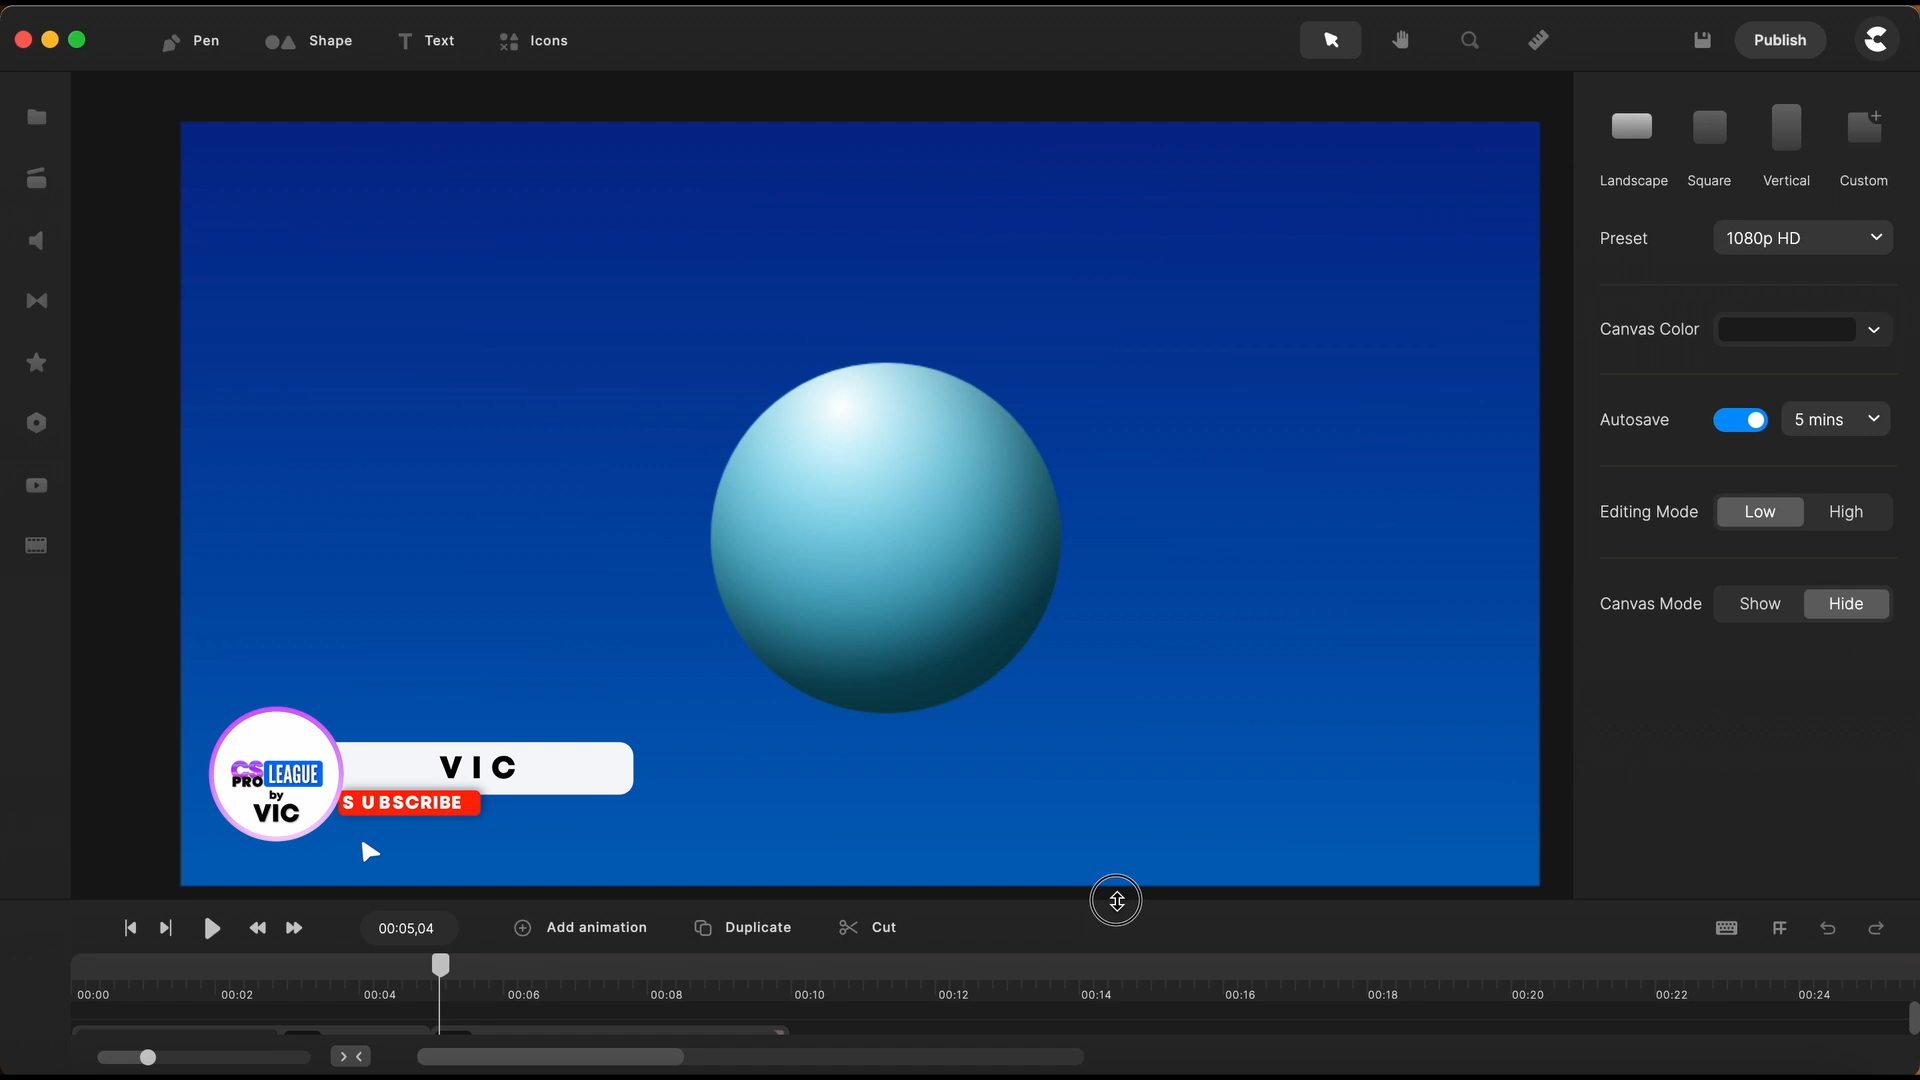 Pen Shape Text Icons Publish
Landscape Square Vertical Custom
Preset 1080p HD
Canvas Color
Autosave 5 mins
Editing Mode Low High
Canvas Mode Show Hide
CS PRO LEAGUE
by
VIC
VIC
SUBSCRIBE
00:05,04 Add animation Duplicate Cut
00:00 00:02 00:04 00:06 00:08 00:10 00:12 00:14 00:16 00:18 00:20 00:22 00:24